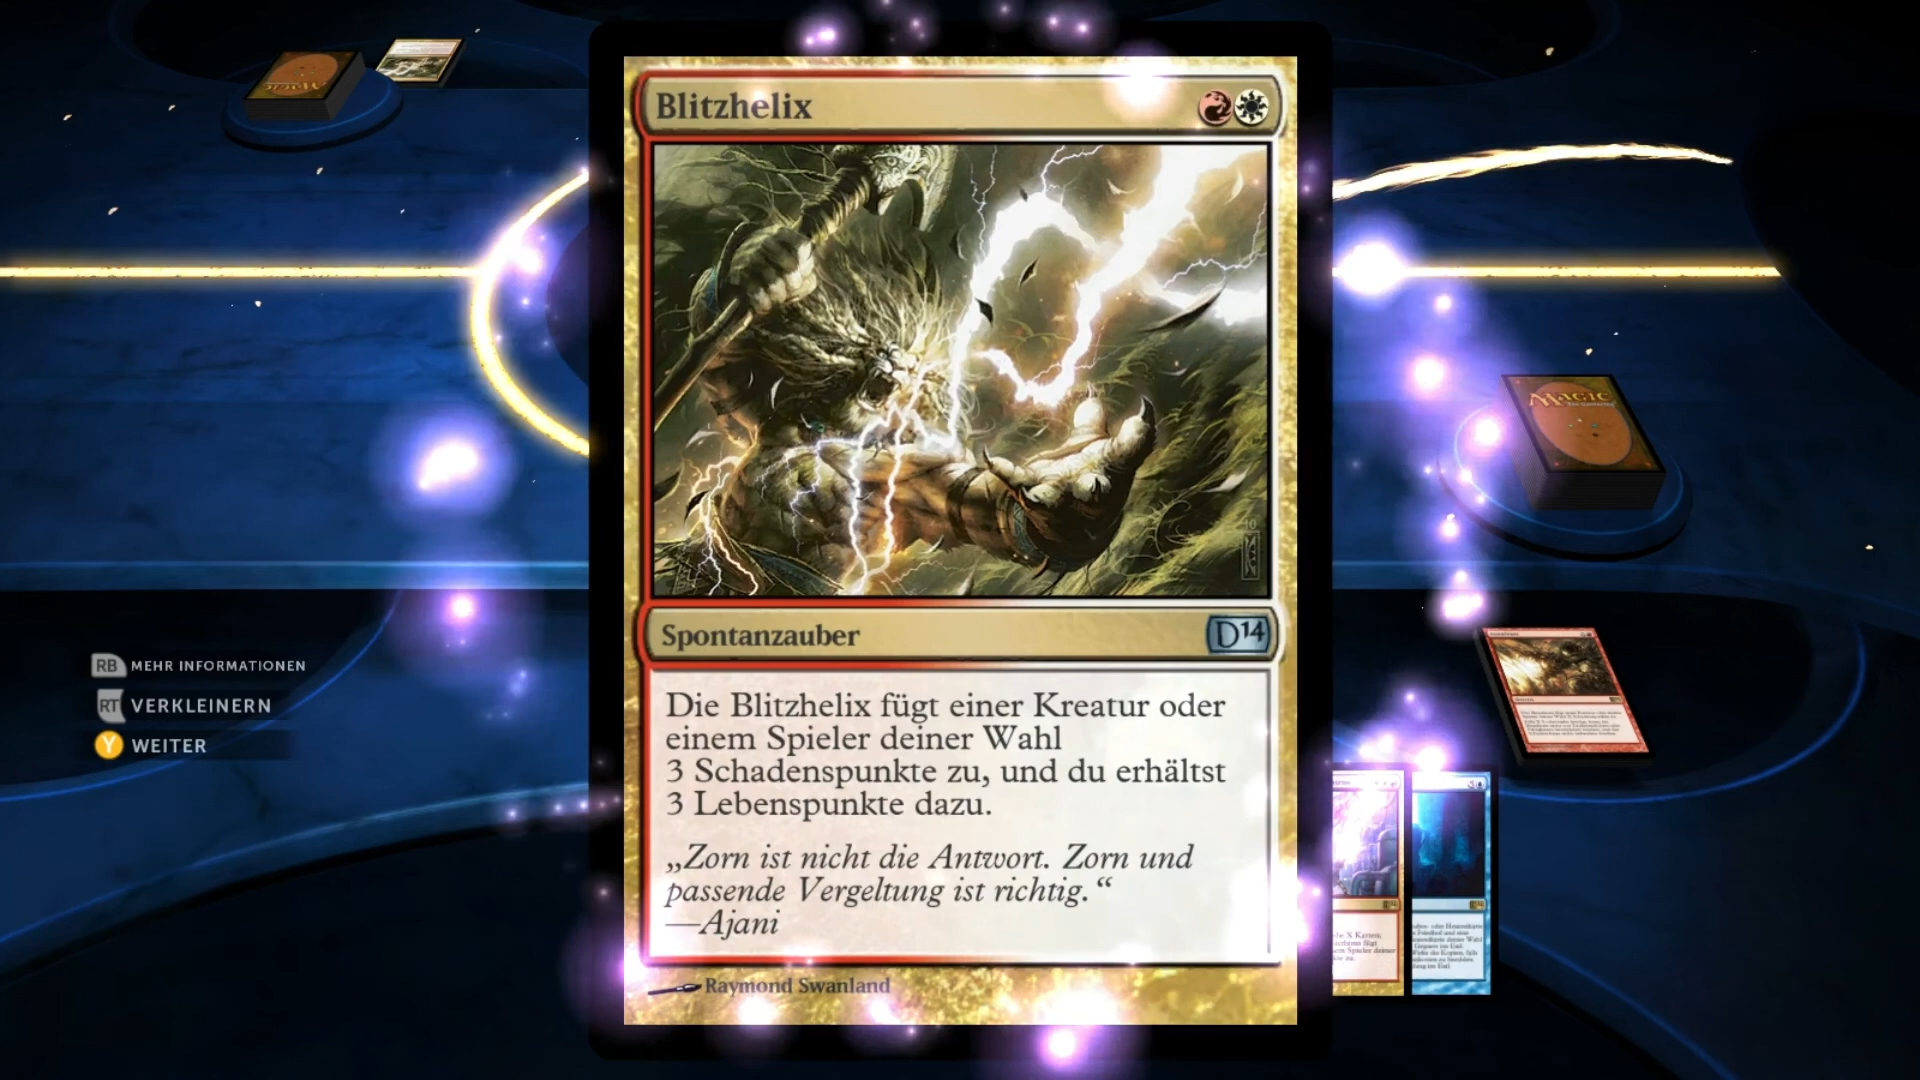 Blitzhelix
Spontanzauber
D14
Die Blitzhelix fügt einer Kreatur oder
einem Spieler deiner Wahl
3 Schadenspunkte zu, und du erhältst
3 Lebenspunkte dazu.
„Zorn ist nicht die Antwort. Zorn und
passende Vergeltung ist richtig.“
—Ajani
Raymond Swanland
RB MEHR INFORMATIONEN
RT VERKLEINERN
Y WEITER
MAGIC